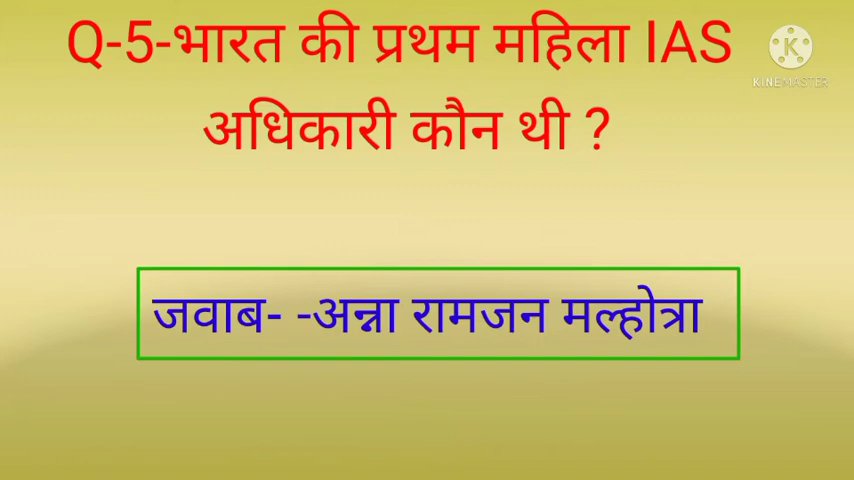 Q-5-भारत की प्रथम महिला IAS
अधिकारी कौन थी ?
KINEMASTER
जवाब- -अन्ना रामजन मल्होत्रा